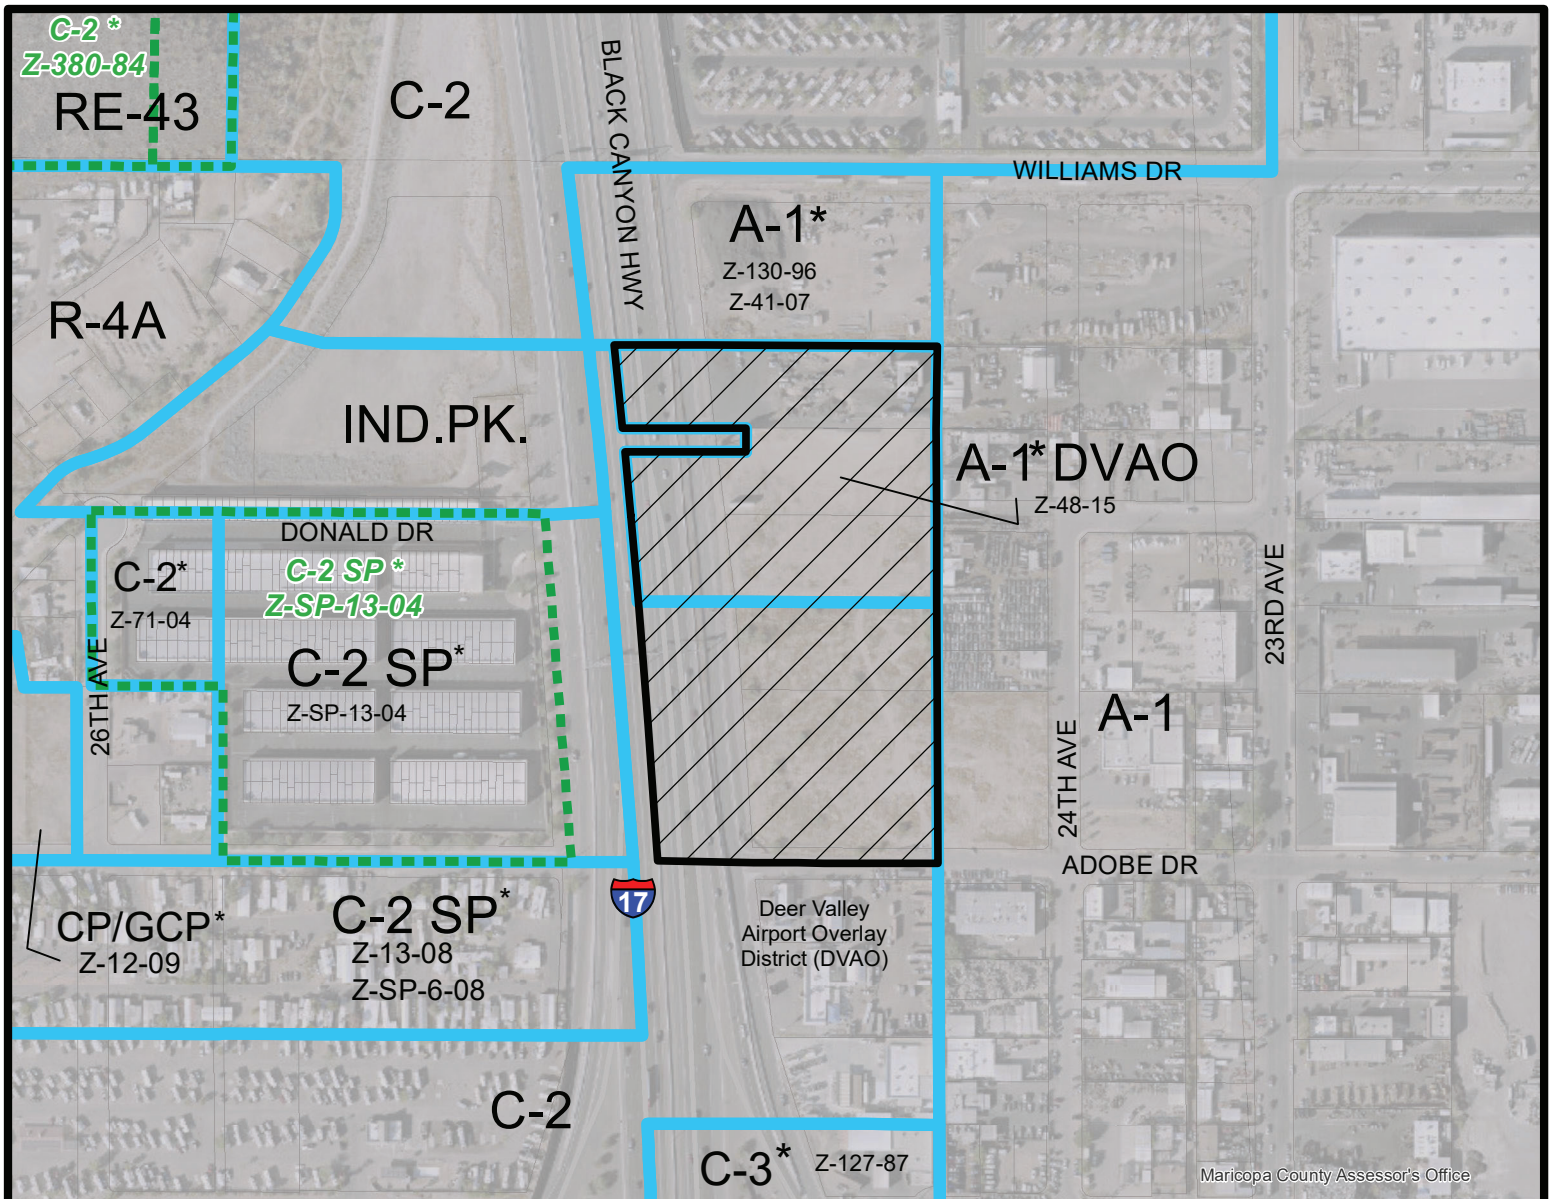 C-2 *
Z-380-84
RE-43
C-2
BLACK CANYON HWY
WILLIAMS DR
A-1*
Z-130-96
Z-41-07
R-4A
IND.PK.
A-1* DVAO
Z-48-15
DONALD DR
C-2 SP *
Z-SP-13-04
C-2*
Z-71-04
C-2 SP*
Z-SP-13-04
26TH AVE
23RD AVE
24TH AVE
A-1
ADOBE DR
17
CP/GCP*
Z-12-09
C-2 SP*
Z-13-08
Z-SP-6-08
Deer Valley
Airport Overlay
District (DVAO)
C-2
C-3* Z-127-87
Maricopa County Assessor's Office